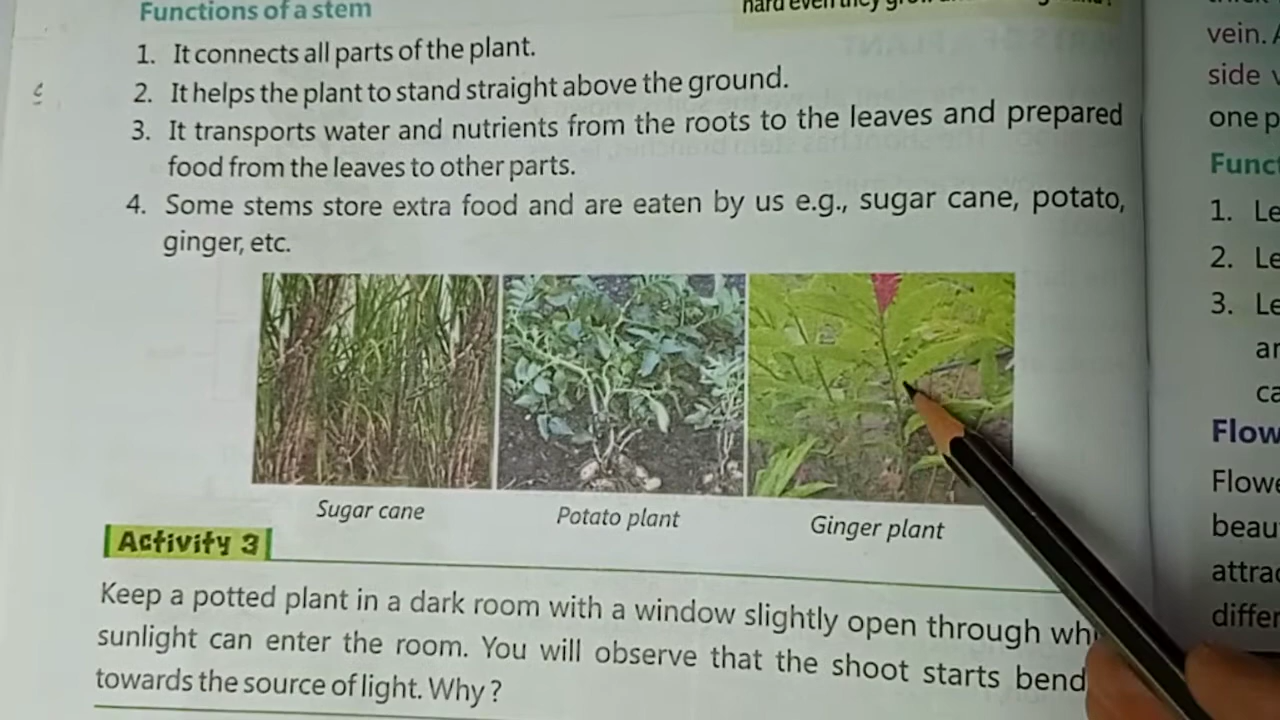 Functions of a stem
1. It connects all parts of the plant.
2. It helps the plant to stand straight above the ground.
3. It transports water and nutrients from the roots to the leaves and prepared
food from the leaves to other parts.
4. Some stems store extra food and are eaten by us e.g., sugar cane, potato,
ginger, etc.
Sugar cane
Potato plant
Ginger plant
Activity 3
Keep a potted plant in a dark room with a window slightly open through wh
sunlight can enter the room. You will observe that the shoot starts bend
towards the source of light. Why?
vein.
side
one p
Funct
1. Le
2. Le
3. Le
ar
ca
Flow
Flowe
beau
attra
differ